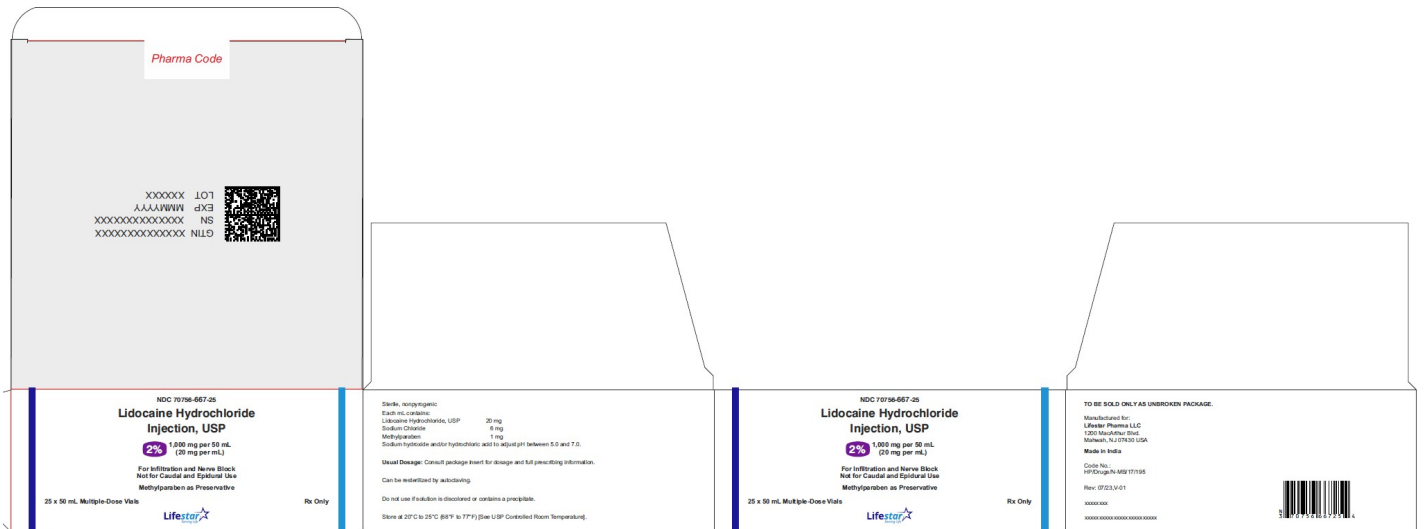 Pharma Code
GTIN XXXXXXXXXXXXXX
SN XXXXXXXXXXXXXX
EXP MMMYYYY
LOT XXXXXX
NDC 70756-667-25
Lidocaine Hydrochloride
Injection, USP
2% 1,000 mg per 50 mL
(20 mg per mL)
For Infiltration and Nerve Block
Not for Caudal and Epidural Use
Methylparaben as Preservative
25 x 50 mL Multiple-Dose Vials Rx Only
Lifestar
Serving Life
Sterile, nonpyrogenic
Each mL contains:
Lidocaine Hydrochloride, USP 20 mg
Sodium Chloride 6 mg
Methylparaben 1 mg
Sodium hydroxide and/or hydrochloric acid to adjust pH between 5.0 and 7.0.
Usual Dosage: Consult package insert for dosage and full prescribing information.
Can be resterilized by autoclaving.
Do not use if solution is discolored or contains a precipitate.
Store at 20°C to 25°C (68°F to 77°F) [See USP Controlled Room Temperature].
NDC 70756-667-25
Lidocaine Hydrochloride
Injection, USP
2% 1,000 mg per 50 mL
(20 mg per mL)
For Infiltration and Nerve Block
Not for Caudal and Epidural Use
Methylparaben as Preservative
25 x 50 mL Multiple-Dose Vials Rx Only
Lifestar
Serving Life
TO BE SOLD ONLY AS UNBROKEN PACKAGE.
Manufactured for:
Lifestar Pharma LLC
1200 MacArthur Blvd.
Mahwah, NJ 07430 USA
Made in India
Code No.:
HP/Drugs/N-MB/17/195
Rev: 07/23,V-01
xxxxxxxx
xxxxxxxxxxxxxxxxxxxxxxxxx